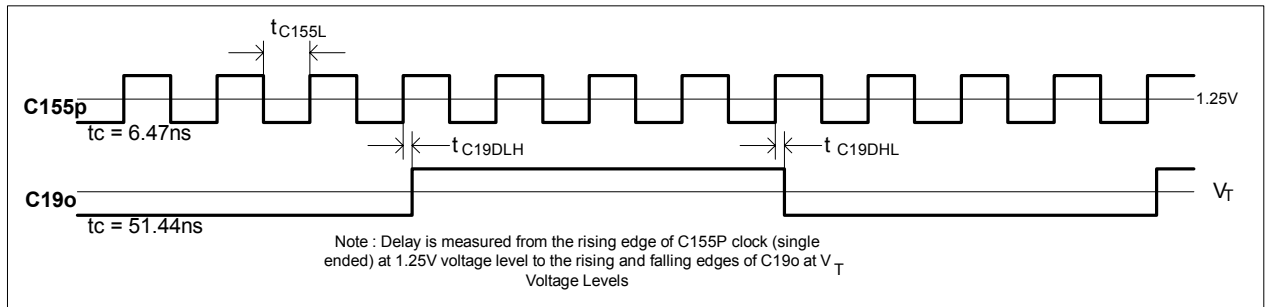 tC155L
C155p
1.25V
tc = 6.47ns
tC19DLH
t C19DHL
C19o
VT
tc = 51.44ns
Note : Delay is measured from the rising edge of C155P clock (single
ended) at 1.25V voltage level to the rising and falling edges of C19o at VT
Voltage Levels